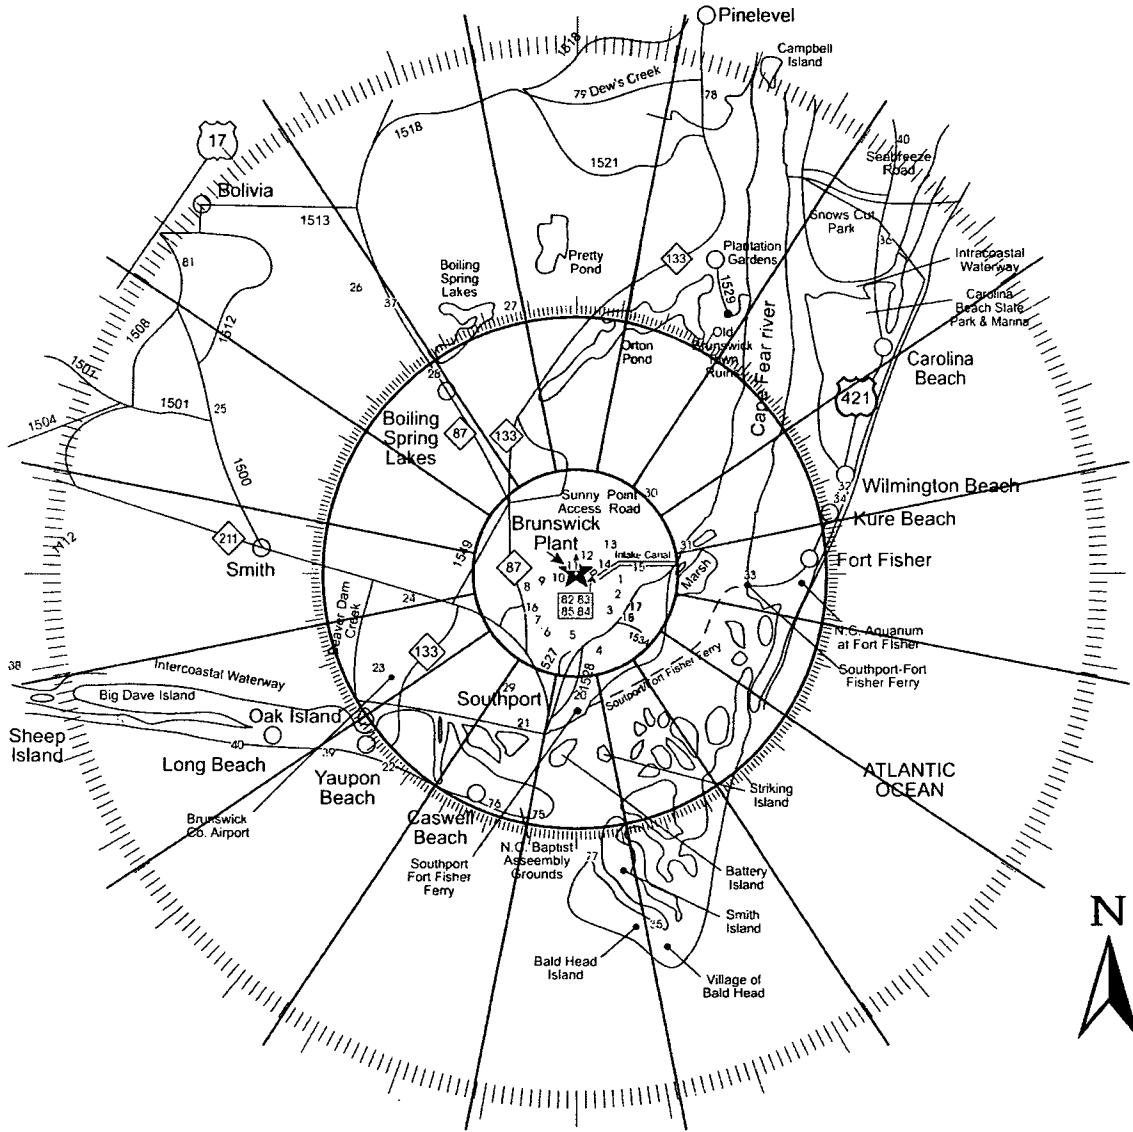 Pinelevel
1818
Campbell
Island
79 Dew's Creek
78
1518
17
1521
40
Seabreeze
Road
Bolivia
1513
Snows Cut
Park
36
81
133
Plantation
Gardens
Intracoastal
Waterway
Pretty
Pond
Boiling
Spring
Lakes
26
37
27
1529
Carolina
Beach State
Park & Marina
1508
1512
Old
Brunswick
Town
Ruins
Orton
Pond
Cape Fear river
Carolina
Beach
1501
28
421
1501
25
1504
Boiling
Spring
Lakes
87
133
1500
Wilmington Beach
32
34
Sunny Point
Access Road
30
Kure Beach
Brunswick
Plant
211
Smith
1549
13
12
11
14
Intake Canal
15
31
Marsh
Fort Fisher
87
8
9
10
1
33
24
2
82 83
85 84
16
3
17
18
7
6
5
4
1534
Beaver Dam
Creek
N.C. Aquarium
at Fort Fisher
38
133
23
1527
1528
Southport/Fort Fisher Ferry
Southport-Fort
Fisher Ferry
Intercoastal Waterway
Big Dave Island
29
Southport
20
21
Oak Island
Sheep
Island
40
39
22
Long Beach
Yaupon
Beach
ATLANTIC
OCEAN
Striking
Island
76
75
Caswell
Beach
Brunswick
Co. Airport
N.C. Baptist
Asseembly
Grounds
Southport
Fort Fisher
Ferry
77
Battery
Island
35
Smith
Island
Bald Head
Island
Village of
Bald Head
N